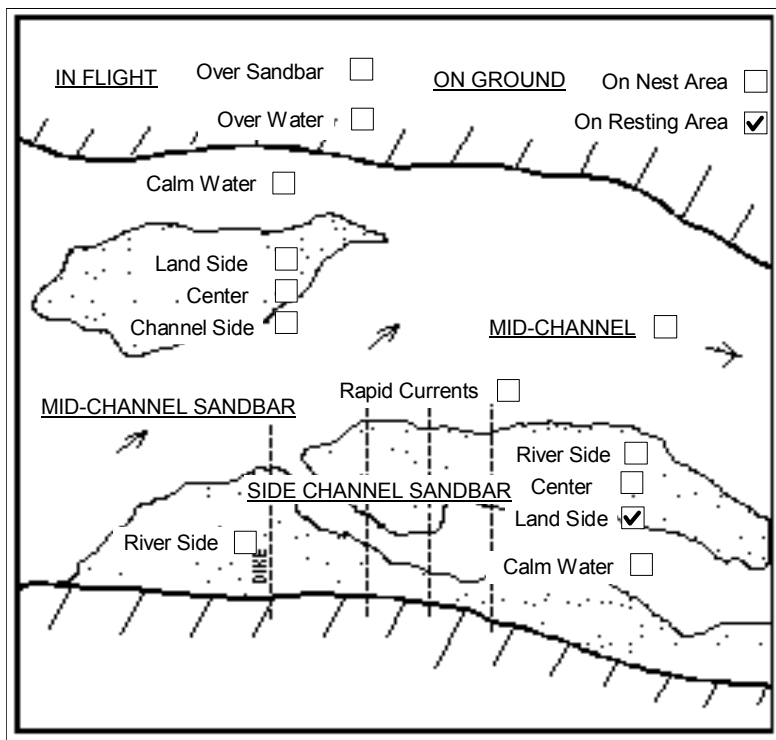 IN FLIGHT
Over Sandbar
Over Water
ON GROUND
On Nest Area
On Resting Area
Calm Water
Land Side
Center
Channel Side
MID-CHANNEL
Rapid Currents
MID-CHANNEL SANDBAR
River Side
SIDE CHANNEL SANDBAR
Center
Land Side
River Side
DIKE
Calm Water